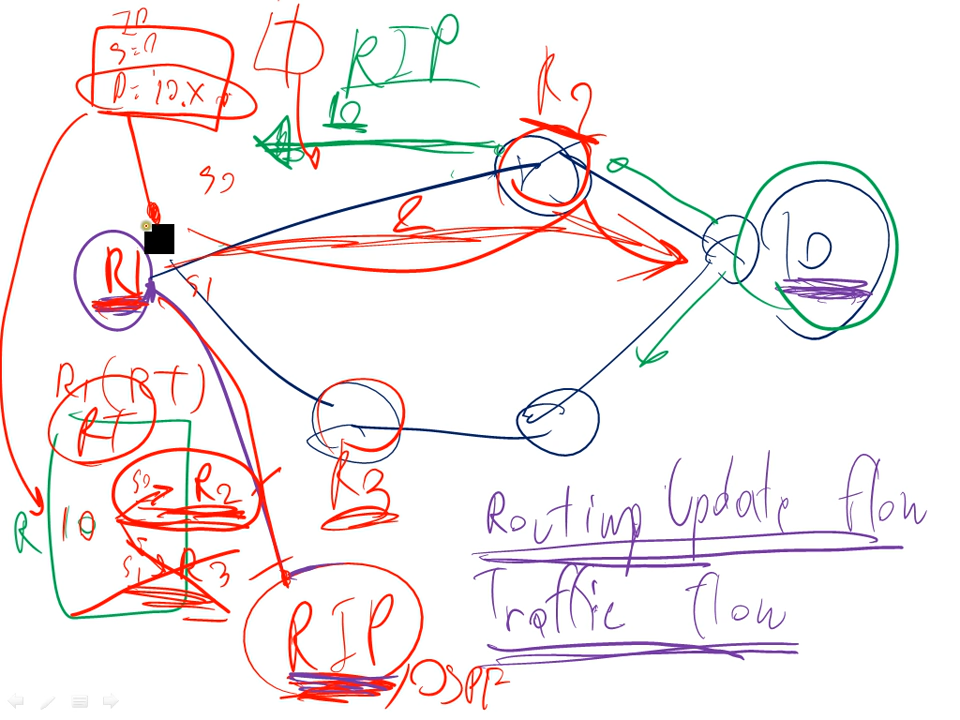 IP
S=
D=10.X
RIP
10
R2
S0
2
R1
S1
10
R1(RT)
RT
S0 → R2
R 10
S1 R3
R3
RIP
/OSPF
Routing Update flow
Traffic flow